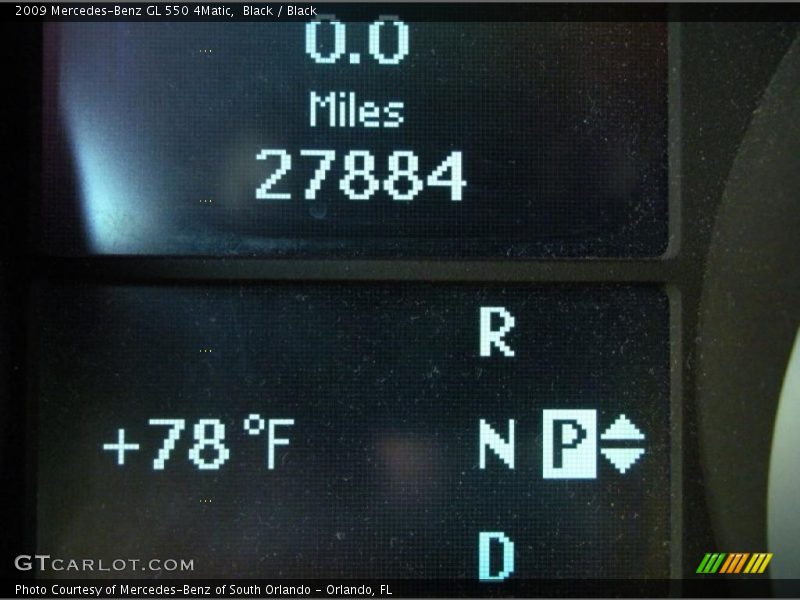 2009 Mercedes-Benz GL 550 4Matic, Black / Black
0.0
Miles
27884
R
+78°F N P
D
GTCARLOT.COM
Photo Courtesy of Mercedes-Benz of South Orlando - Orlando, FL